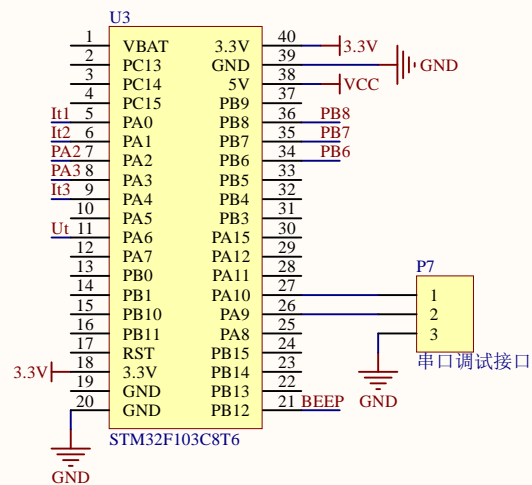 U3
1 VBAT 3.3V 40 3.3V
2 PC13 GND 39 GND
3 PC14 5V 38 VCC
4 PC15 PB9 37
It1 5 PA0 PB8 36 PB8
It2 6 PA1 PB7 35 PB7
PA2 7 PA2 PB6 34 PB6
PA3 8 PA3 PB5 33
It3 9 PA4 PB4 32
10 PA5 PB3 31
Ut 11 PA6 PA15 30
12 PA7 PA12 29
13 PB0 PA11 28
14 PB1 PA10 27
15 PB10 PA9 26
16 PB11 PA8 25
17 RST PB15 24
3.3V 18 3.3V PB14 23
19 GND PB13 22
20 GND PB12 21 BEEP
STM32F103C8T6
GND
P7
1
2
3
串口调试接口
GND